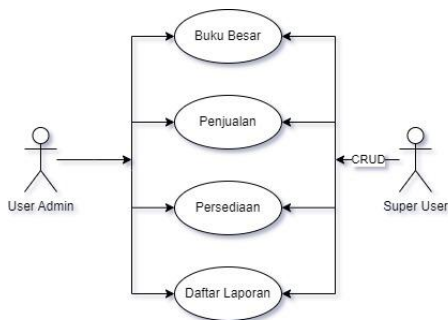 Buku Besar
Penjualan
CRUD
User Admin
Super User
Persediaan
Daftar Laporan